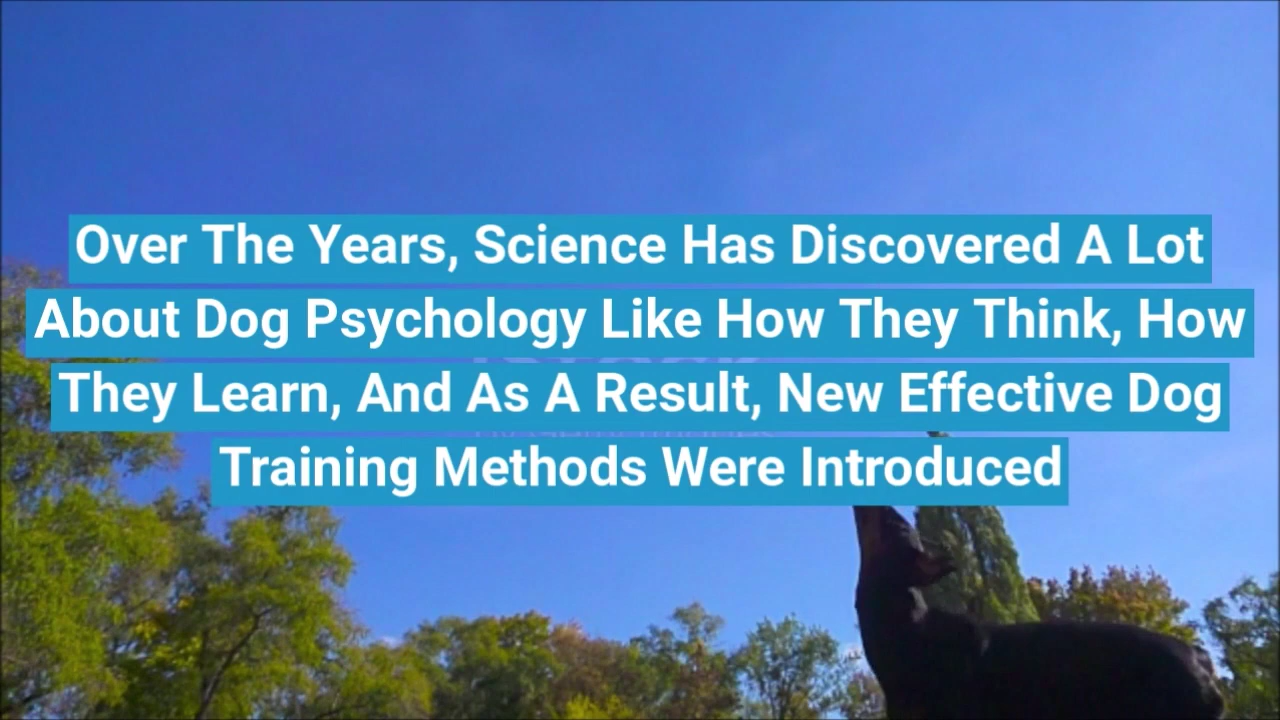 Over The Years, Science Has Discovered A Lot
About Dog Psychology Like How They Think, How
They Learn, And As A Result, New Effective Dog
Training Methods Were Introduced